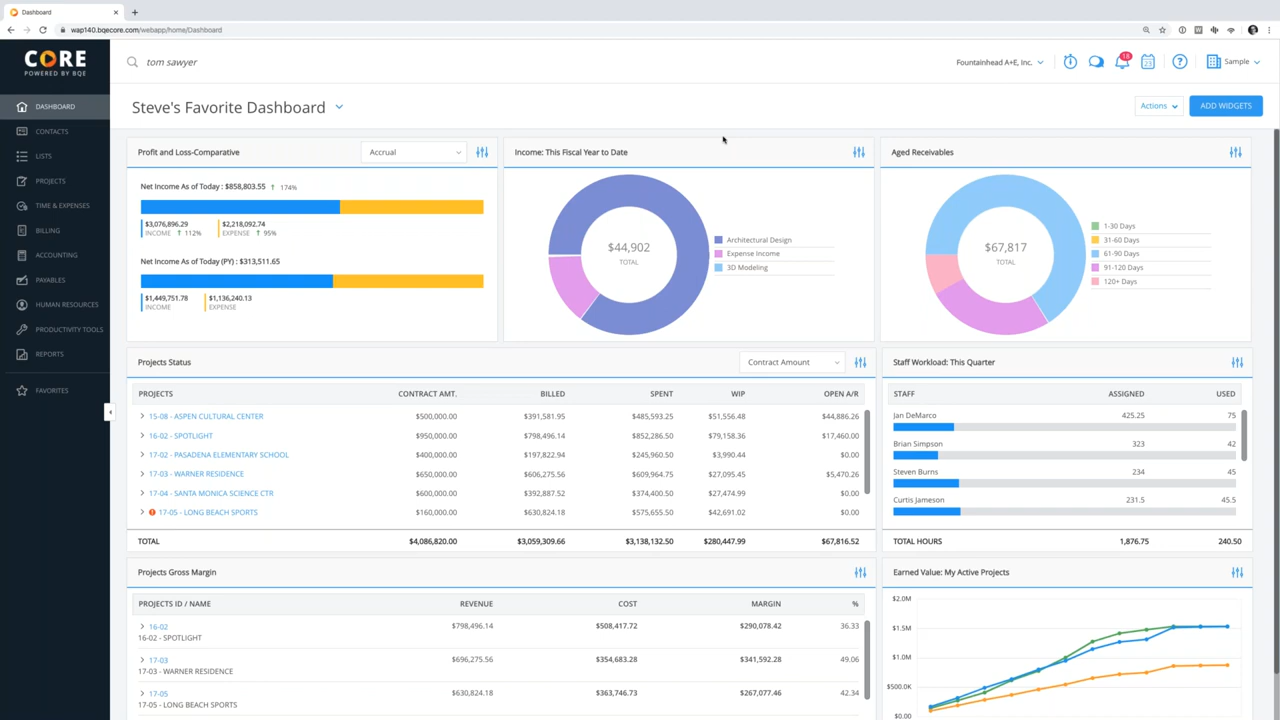 Dashboard
wap140.bqecore.com/webapp/home/Dashboard
CORE
POWERED BY BQE
tom sawyer
Fountainhead A+E, Inc.
18
23
Sample
DASHBOARD
CONTACTS
LISTS
PROJECTS
TIME & EXPENSES
BILLING
ACCOUNTING
PAYABLES
HUMAN RESOURCES
PRODUCTIVITY TOOLS
REPORTS
FAVORITES
Steve's Favorite Dashboard
Actions
ADD WIDGETS
Profit and Loss-Comparative
Accrual
Net Income As of Today : $858,803.55 ↑ 174%
$3,076,896.29 $2,218,092.74
INCOME ↑ 112% EXPENSE ↑ 95%
Net Income As of Today (PY) : $313,511.65
$1,449,751.78 $1,136,240.13
INCOME EXPENSE
Income: This Fiscal Year to Date
$44,902
TOTAL
Architectural Design
Expense Income
3D Modeling
Aged Receivables
$67,817
TOTAL
1-30 Days
31-60 Days
61-90 Days
91-120 Days
120+ Days
Projects Status
Contract Amount
PROJECTS CONTRACT AMT. BILLED SPENT WIP OPEN A/R
15-08 - ASPEN CULTURAL CENTER $500,000.00 $391,581.95 $485,593.25 $51,556.48 $44,886.26
16-02 - SPOTLIGHT $950,000.00 $798,496.14 $852,286.50 $79,158.36 $17,460.00
17-02 - PASADENA ELEMENTARY SCHOOL $400,000.00 $197,822.94 $245,960.50 $3,990.44 $0.00
17-03 - WARNER RESIDENCE $650,000.00 $606,275.56 $609,964.75 $27,095.45 $5,470.26
17-04 - SANTA MONICA SCIENCE CTR $600,000.00 $392,887.52 $374,400.50 $27,474.99 $0.00
17-05 - LONG BEACH SPORTS $160,000.00 $630,824.18 $575,655.50 $42,691.02 $0.00
TOTAL $4,086,820.00 $3,059,309.66 $3,138,132.50 $280,447.99 $67,816.52
Staff Workload: This Quarter
STAFF ASSIGNED USED
Jan DeMarco 425.25 75
Brian Simpson 323 42
Steven Burns 234 45
Curtis Jameson 231.5 45.5
TOTAL HOURS 1,876.75 240.50
Projects Gross Margin
PROJECTS ID / NAME REVENUE COST MARGIN %
16-02 $798,496.14 $508,417.72 $290,078.42 36.33
16-02 - SPOTLIGHT
17-03 $696,275.56 $354,683.28 $341,592.28 49.06
17-03 - WARNER RESIDENCE
17-05 $630,824.18 $363,746.73 $267,077.46 42.34
17-05 - LONG BEACH SPORTS
Earned Value: My Active Projects
$2.0M
$1.5M
$1.0M
$500.0K
$0.00